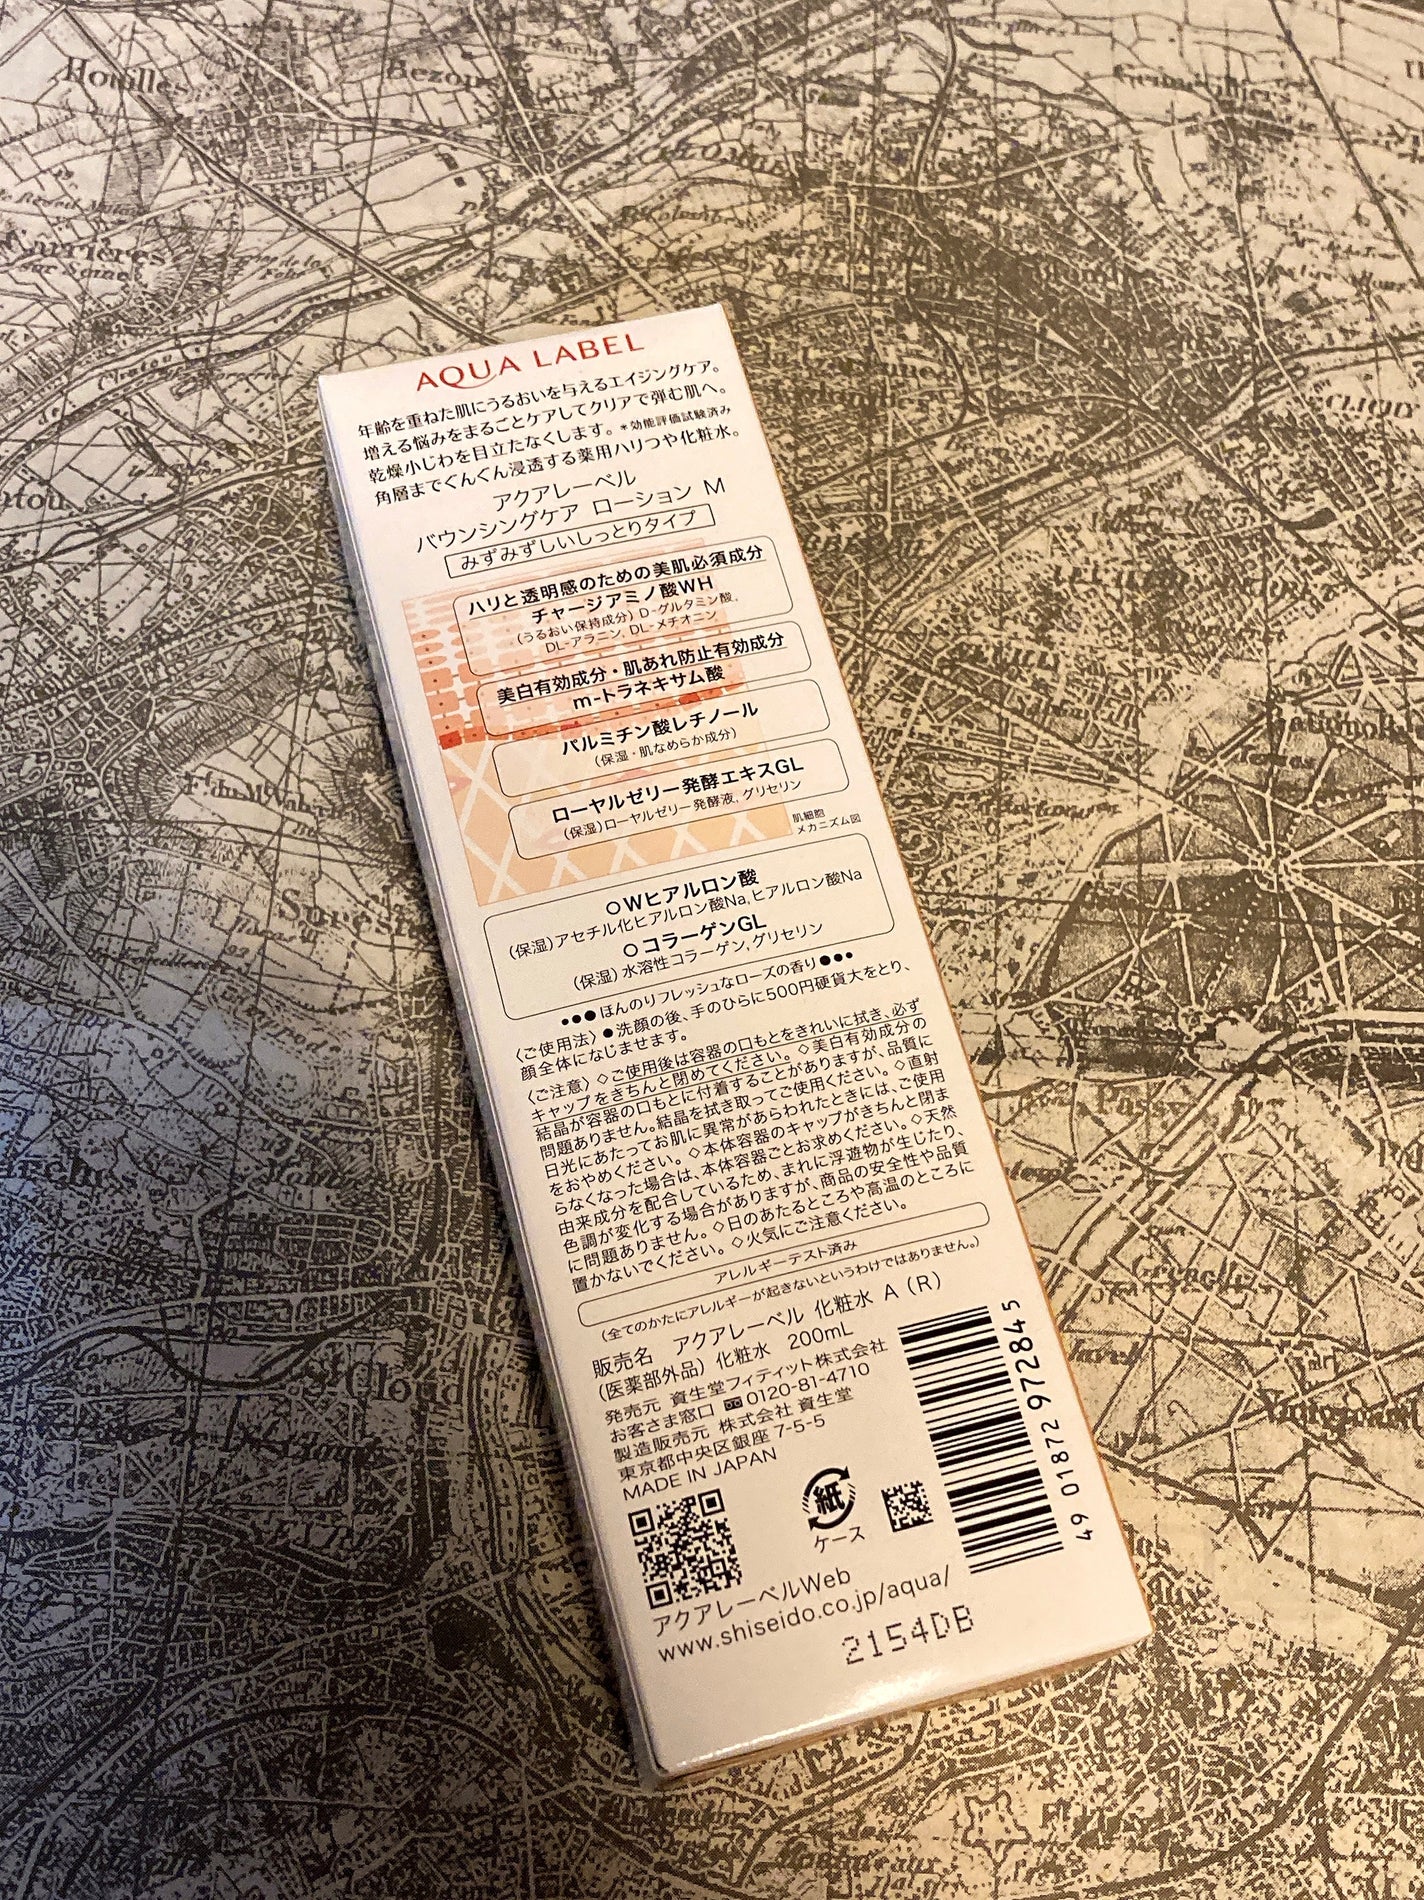 AQUA LABEL
年齢を重ねた肌にうるおいを与えるエイジングケア。
増える悩みをまるごとケアしてクリアで弾む肌へ。
乾燥小じわを目立たなくします。*効能評価試験済み
角層までぐんぐん浸透する薬用ハリつや化粧水。
アクアレーベル
バウンシングケア ローション M
みずみずしいしっとりタイプ
ハリと透明感のための美肌必須成分
チャージアミノ酸WH
(うるおい保持成分) D-グルタミン酸、
DL-アラニン、DL-メチオニン
美白有効成分・肌あれ防止有効成分
m-トラネキサム酸
パルミチン酸レチノール
(保湿・肌なめらか成分)
ローヤルゼリー発酵エキスGL
(保湿)ローヤルゼリー発酵液、グリセリン
肌細胞
メカニズム図
○Wヒアルロン酸
(保湿)アセチル化ヒアルロン酸Na、ヒアルロン酸Na
○コラーゲンGL
(保湿)水溶性コラーゲン、グリセリン
●●●ほんのりフレッシュなローズの香り●●●
〈ご使用法〉●洗顔の後、手のひらに500円硬貨大をとり、
顔全体になじませます。
〈ご注意〉◇ご使用後は容器の口もとをきれいに拭き、必ず
キャップをきちんと閉めてください。◇美白有効成分の
結晶が容器の口もとに付着することがありますが、品質に
問題ありません。結晶を拭き取ってご使用ください。◇直射
日光にあたってお肌に異常があらわれたときには、ご使用
をおやめください。◇本体容器のキャップがきちんと閉ま
らなくなった場合は、本体容器ごとお求めください。◇天然
由来成分を配合しているため、まれに浮遊物が生じたり、
色調が変化する場合がありますが、商品の安全性や品質
に問題ありません。◇日のあたるところや高温のところに
置かないでください。◇火気にご注意ください。
アレルギーテスト済み
(全てのかたにアレルギーが起きないというわけではありません。)
販売名 アクアレーベル 化粧水 A (R)
(医薬部外品) 化粧水 200mL
発売元 資生堂フィティット株式会社
お客さま窓口 0120-81-4710
製造販売元 株式会社 資生堂
東京都中央区銀座 7-5-5
MADE IN JAPAN
紙
ケース
アクアレーベルWeb
www.shiseido.co.jp/aqua/
2154DB
49 01872 97284 5
Houilles
Carrières
Cloud